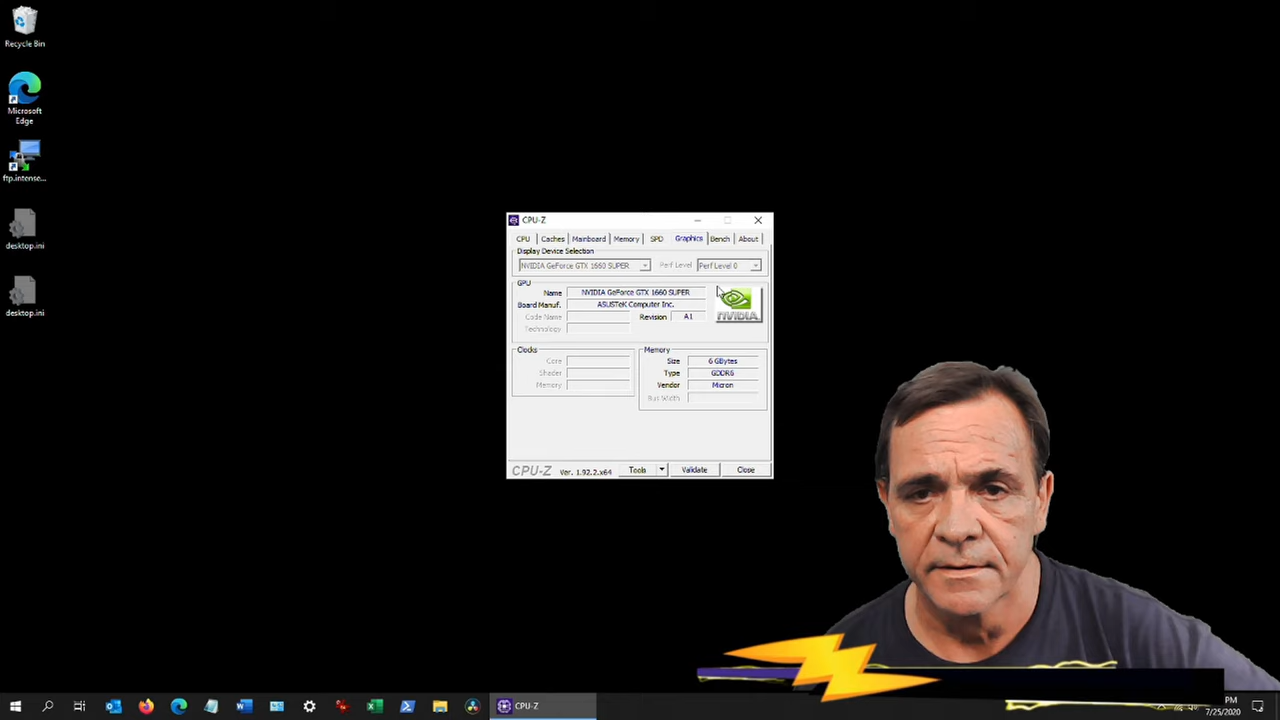 Recycle Bin
Microsoft
Edge
ftp.intense...
desktop.ini
desktop.ini
CPU-Z
CPU Caches Mainboard Memory SPD Graphics Bench About
Display Device Selection
NVIDIA GeForce GTX 1660 SUPER Perf Level Perf Level 0
GPU
Name NVIDIA GeForce GTX 1660 SUPER
Board Manuf. ASUSTeK Computer Inc.
Code Name Revision A1
Technology
NVIDIA
Clocks
Core
Shader
Memory
Memory
Size 6 GBytes
Type GDDR6
Vendor Micron
Bus Width
CPU-Z Ver. 1.92.2.x64 Tools Validate Close
CPU-Z
PM
7/25/2020